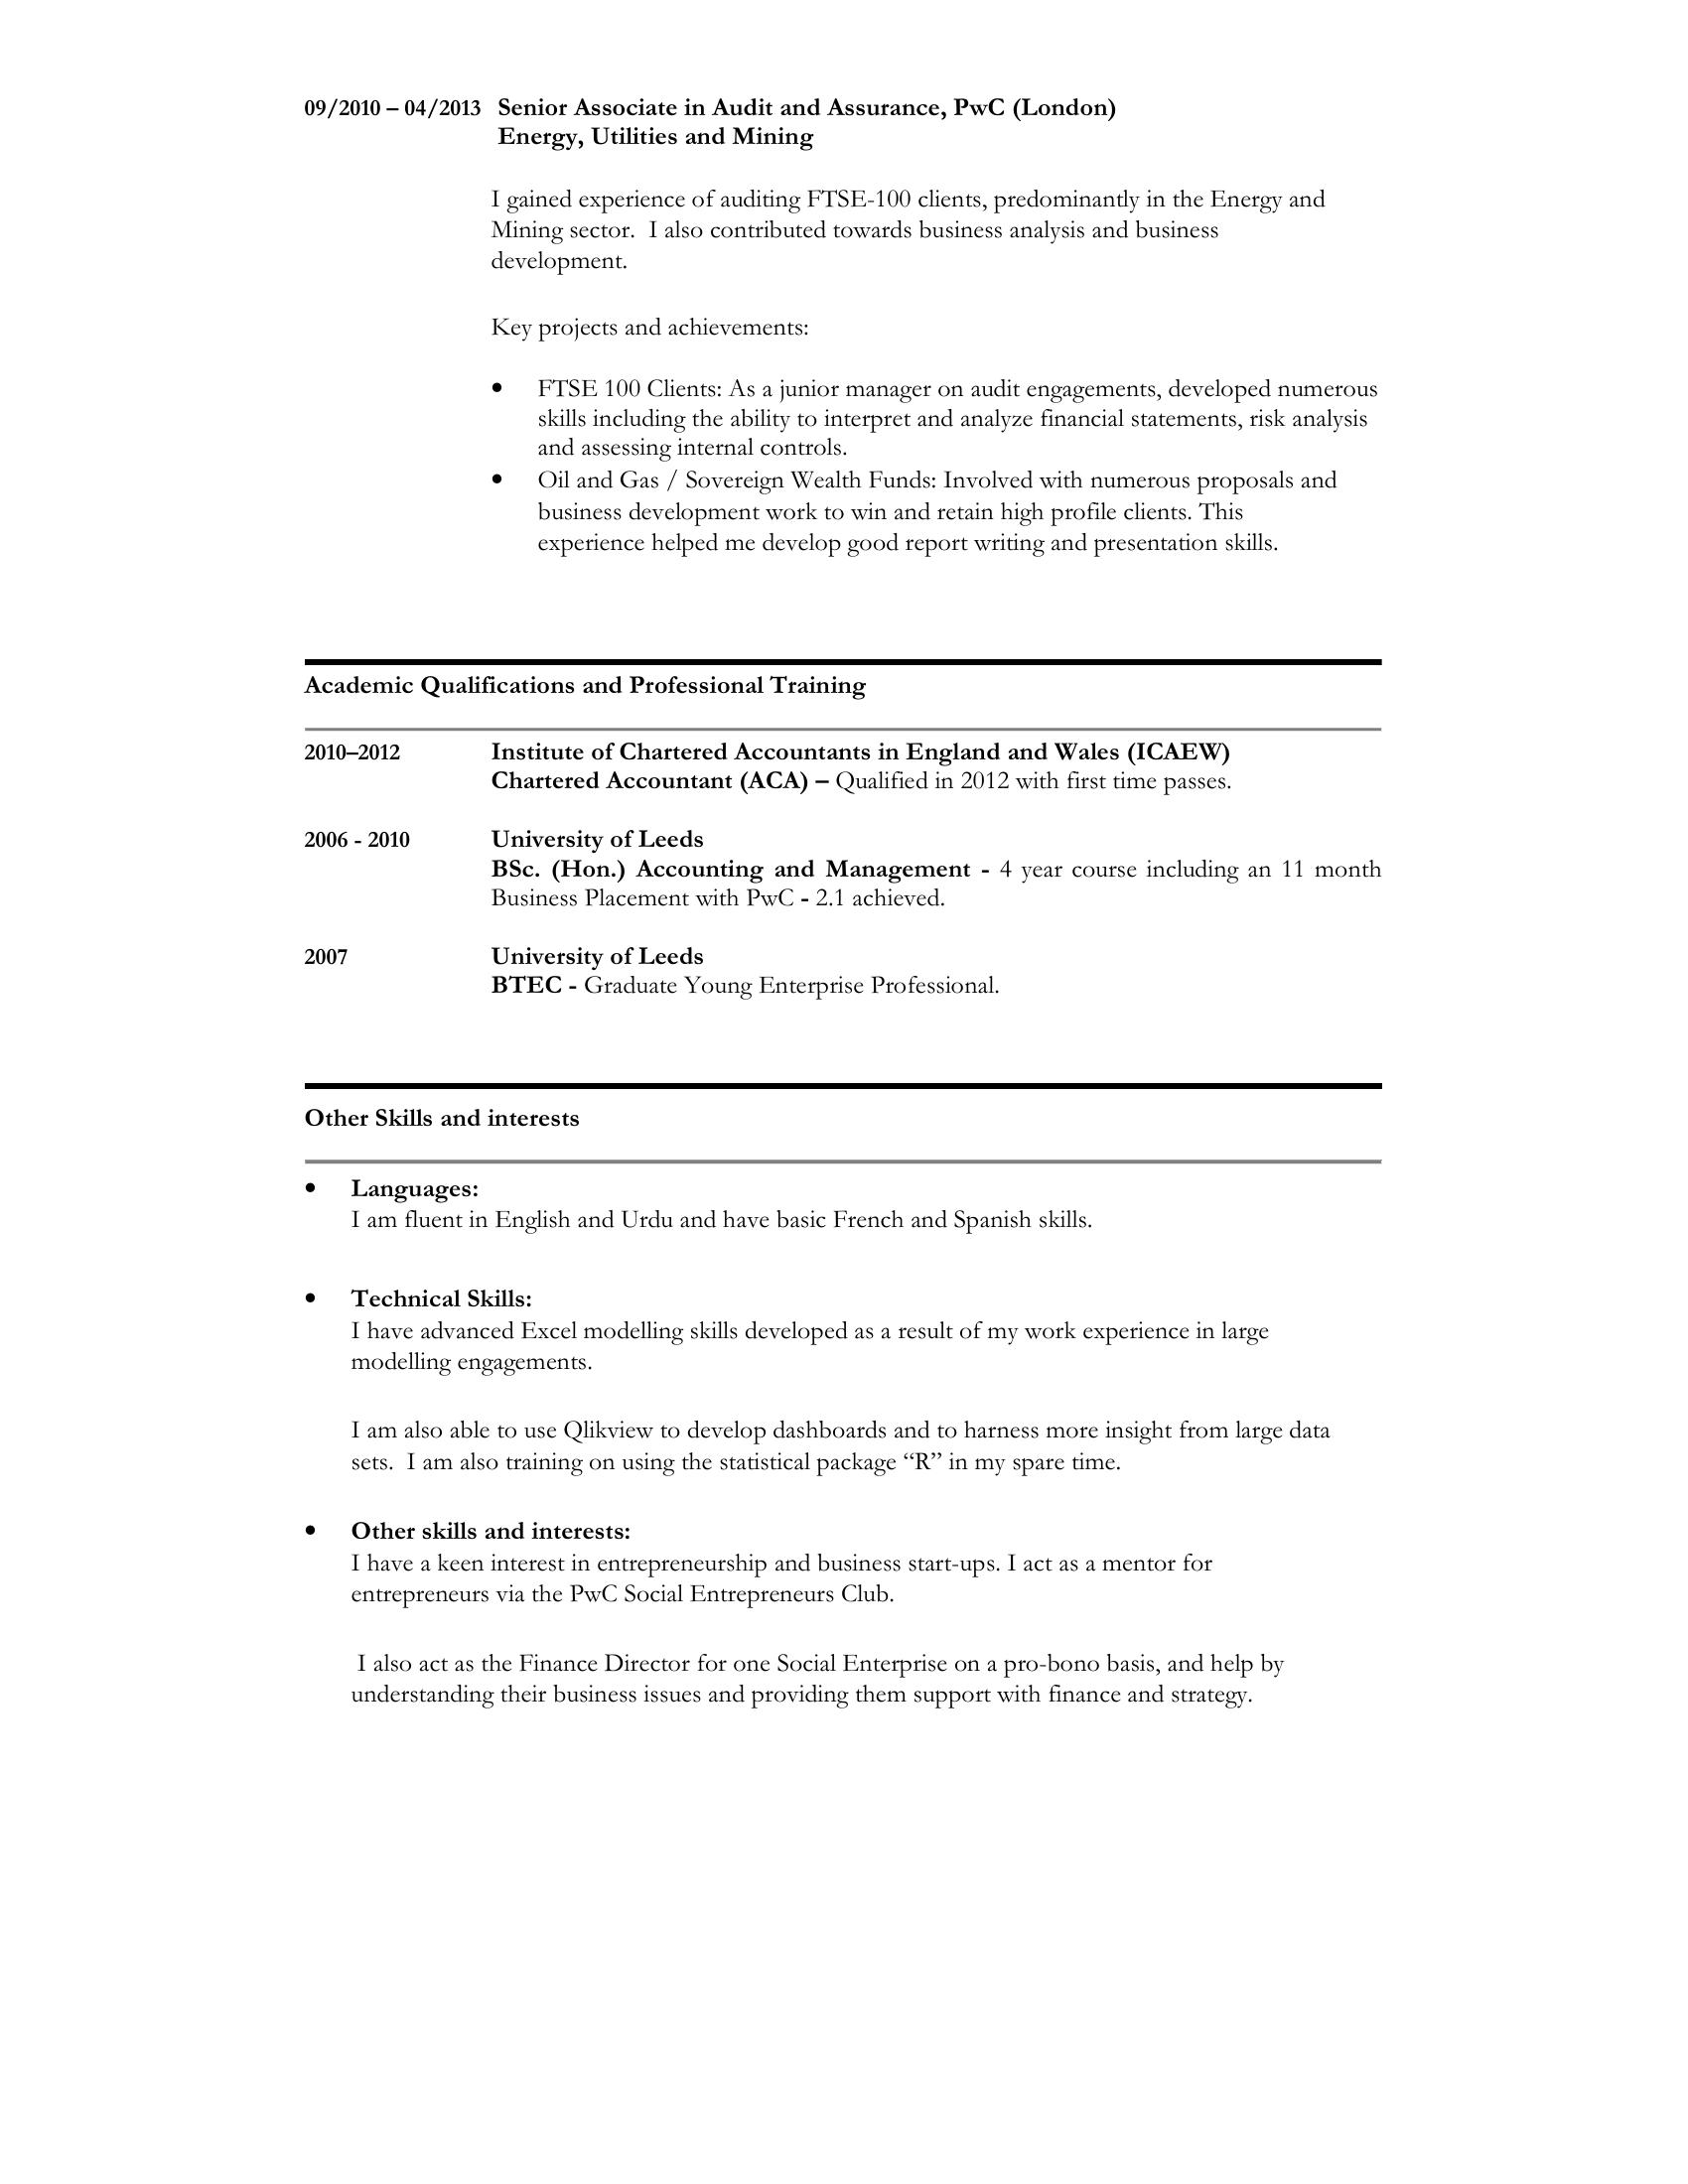 09/2010 – 04/2013 Senior Associate in Audit and Assurance, PwC (London)
Energy, Utilities and Mining
I gained experience of auditing FTSE-100 clients, predominantly in the Energy and
Mining sector.  I also contributed towards business analysis and business
development.
Key projects and achievements:
• FTSE 100 Clients: As a junior manager on audit engagements, developed numerous
skills including the ability to interpret and analyze financial statements, risk analysis
and assessing internal controls.
• Oil and Gas / Sovereign Wealth Funds: Involved with numerous proposals and
business development work to win and retain high profile clients. This
experience helped me develop good report writing and presentation skills.
Academic Qualifications and Professional Training
2010–2012 Institute of Chartered Accountants in England and Wales (ICAEW)
Chartered Accountant (ACA) – Qualified in 2012 with first time passes.
2006 - 2010 University of Leeds
BSc. (Hon.) Accounting and Management - 4 year course including an 11 month
Business Placement with PwC - 2.1 achieved.
2007 University of Leeds
BTEC - Graduate Young Enterprise Professional.
Other Skills and interests
• Languages:
I am fluent in English and Urdu and have basic French and Spanish skills.
• Technical Skills:
I have advanced Excel modelling skills developed as a result of my work experience in large
modelling engagements.
I am also able to use Qlikview to develop dashboards and to harness more insight from large data
sets.  I am also training on using the statistical package “R” in my spare time.
• Other skills and interests:
I have a keen interest in entrepreneurship and business start-ups. I act as a mentor for
entrepreneurs via the PwC Social Entrepreneurs Club.
I also act as the Finance Director for one Social Enterprise on a pro-bono basis, and help by
understanding their business issues and providing them support with finance and strategy.